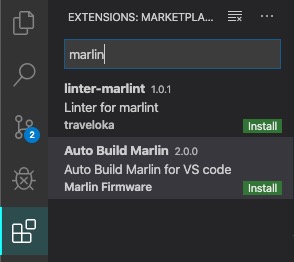 EXTENSIONS: MARKETPLA...
marlin
linter-marlint 1.0.1
Linter for marlint
traveloka Install
2
Auto Build Marlin 2.0.0
Auto Build Marlin for VS code
Marlin Firmware Install